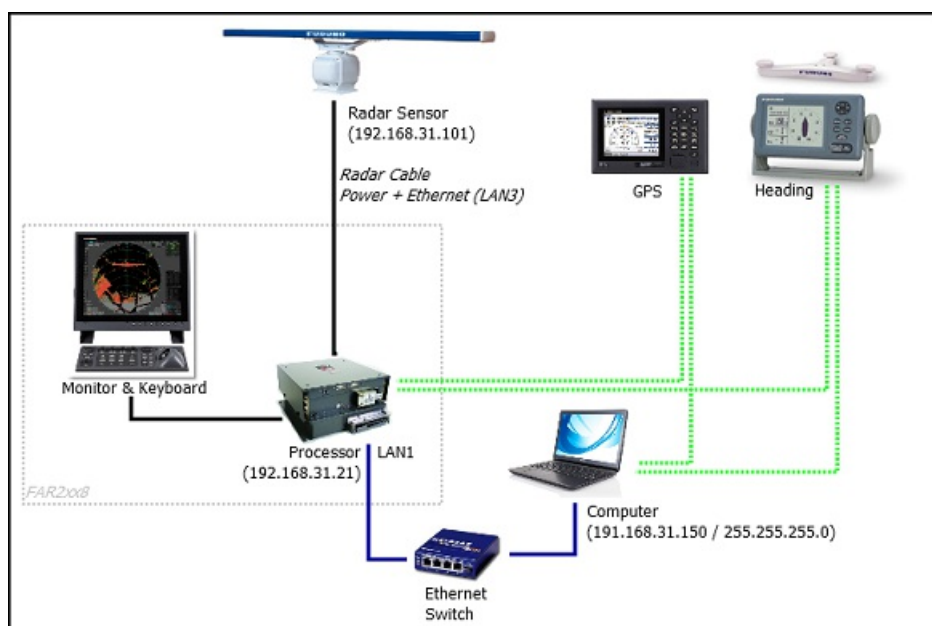 FURUNO
Radar Sensor
(192.168.31.101)
Radar Cable
Power + Ethernet (LAN3)
GPS
Heading
Monitor & Keyboard
Processor
LAN1
(192.168.31.21)
FAR2xx8
Computer
(191.168.31.150 / 255.255.255.0)
Ethernet
Switch